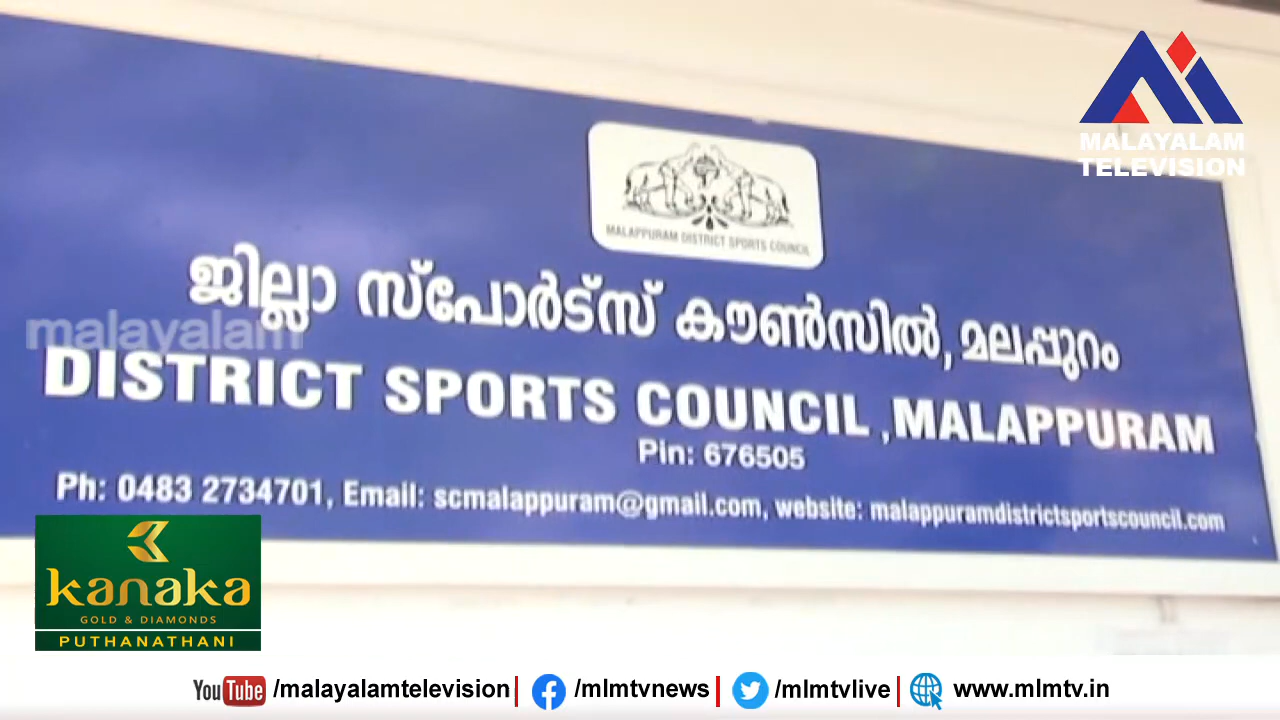 MALAYALAM
TELEVISION
MALAPPURAM DISTRICT SPORTS COUNCIL
ജില്ലാ സ്പോർട്സ് കൗൺസിൽ, മലപ്പുറം
malayalam
DISTRICT SPORTS COUNCIL ,MALAPPURAM
Pin: 676505
Ph: 0483 2734701, Email: scmalappuram@gmail.com, website: malappuramdistrictsportscouncil.com
kanaka
GOLD & DIAMONDS
PUTHANATHANI
YouTube /malayalamtelevision | /mlmtvnews | /mlmtvlive | www.mlmtv.in